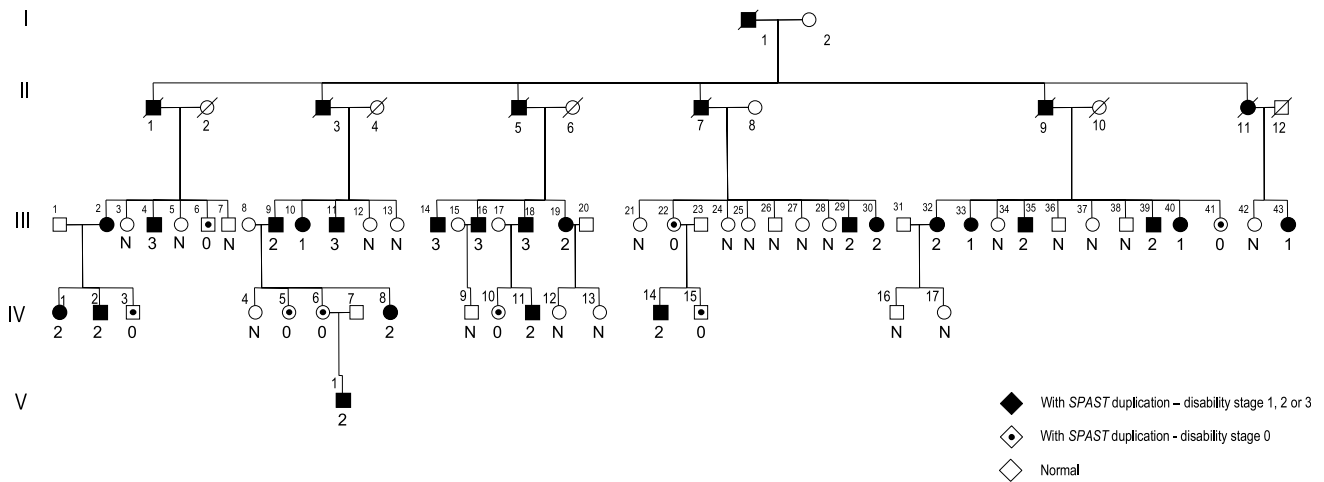 I
1 2
II
1 2 3 4 5 6 7 8 9 10 11 12
III
1 2 3 4 5 6 7 8 9 10 11 12 13 14 15 16 17 18 19 20 21 22 23 24 25 26 27 28 29 30 31 32 33 34 35 36 37 38 39 40 41 42 43
N 3 N 0 N 2 1 3 N N 3 3 3 2 N 0 N N N N N 2 2 2 1 N 2 N N N 2 1 0 N 1
IV
1 2 3 4 5 6 7 8 9 10 11 12 13 14 15 16 17
2 2 0 N 0 0 2 N 0 2 N N 2 0 N N
V
1
2
With SPAST duplication – disability stage 1, 2 or 3
With SPAST duplication - disability stage 0
Normal